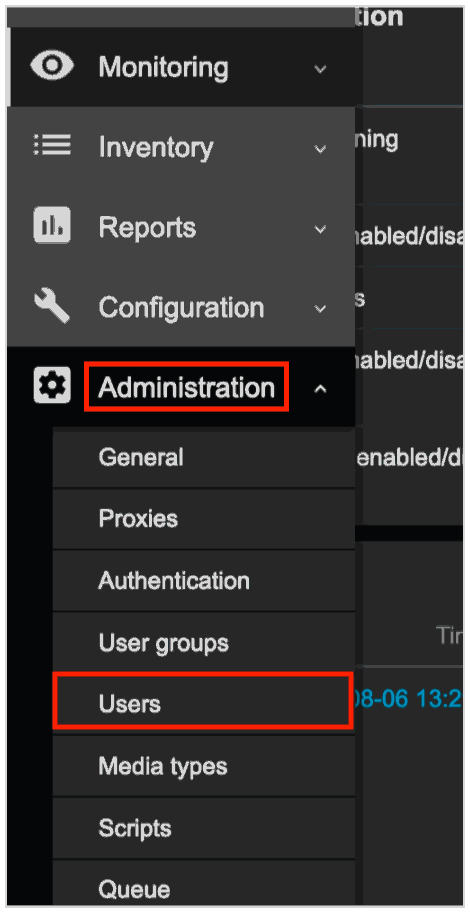 tion
Monitoring
Inventory
ning
Reports
nabled/disa
Configuration
s
nabled/disa
Administration
General
enabled/d
Proxies
Authentication
User groups
Tir
Users
08-06 13:2
Media types
Scripts
Queue